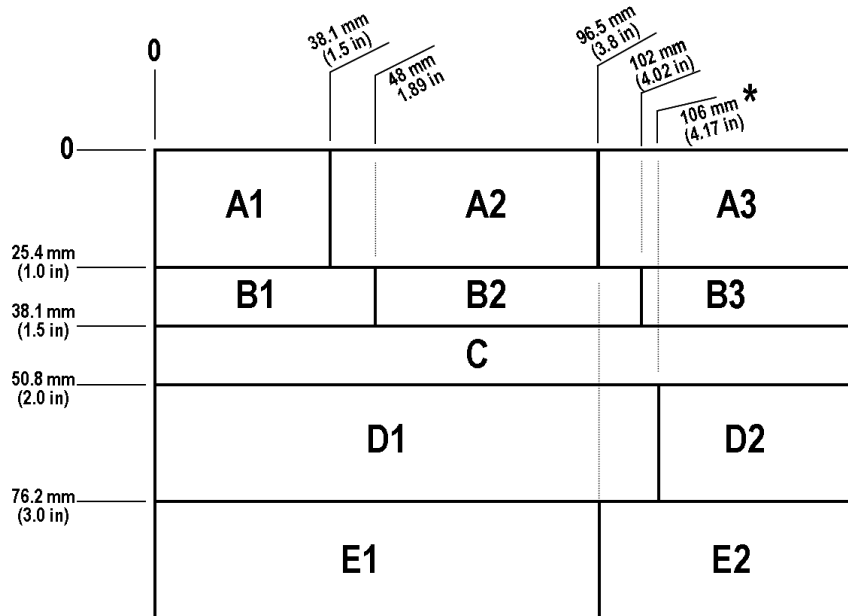 0
38.1 mm
(1.5 in)
48 mm
1.89 in
96.5 mm
(3.8 in)
102 mm
(4.02 in)
106 mm *
(4.17 in)
0
A1 A2 A3
25.4 mm
(1.0 in)
B1 B2 B3
38.1 mm
(1.5 in)
C
50.8 mm
(2.0 in)
D1 D2
76.2 mm
(3.0 in)
E1 E2